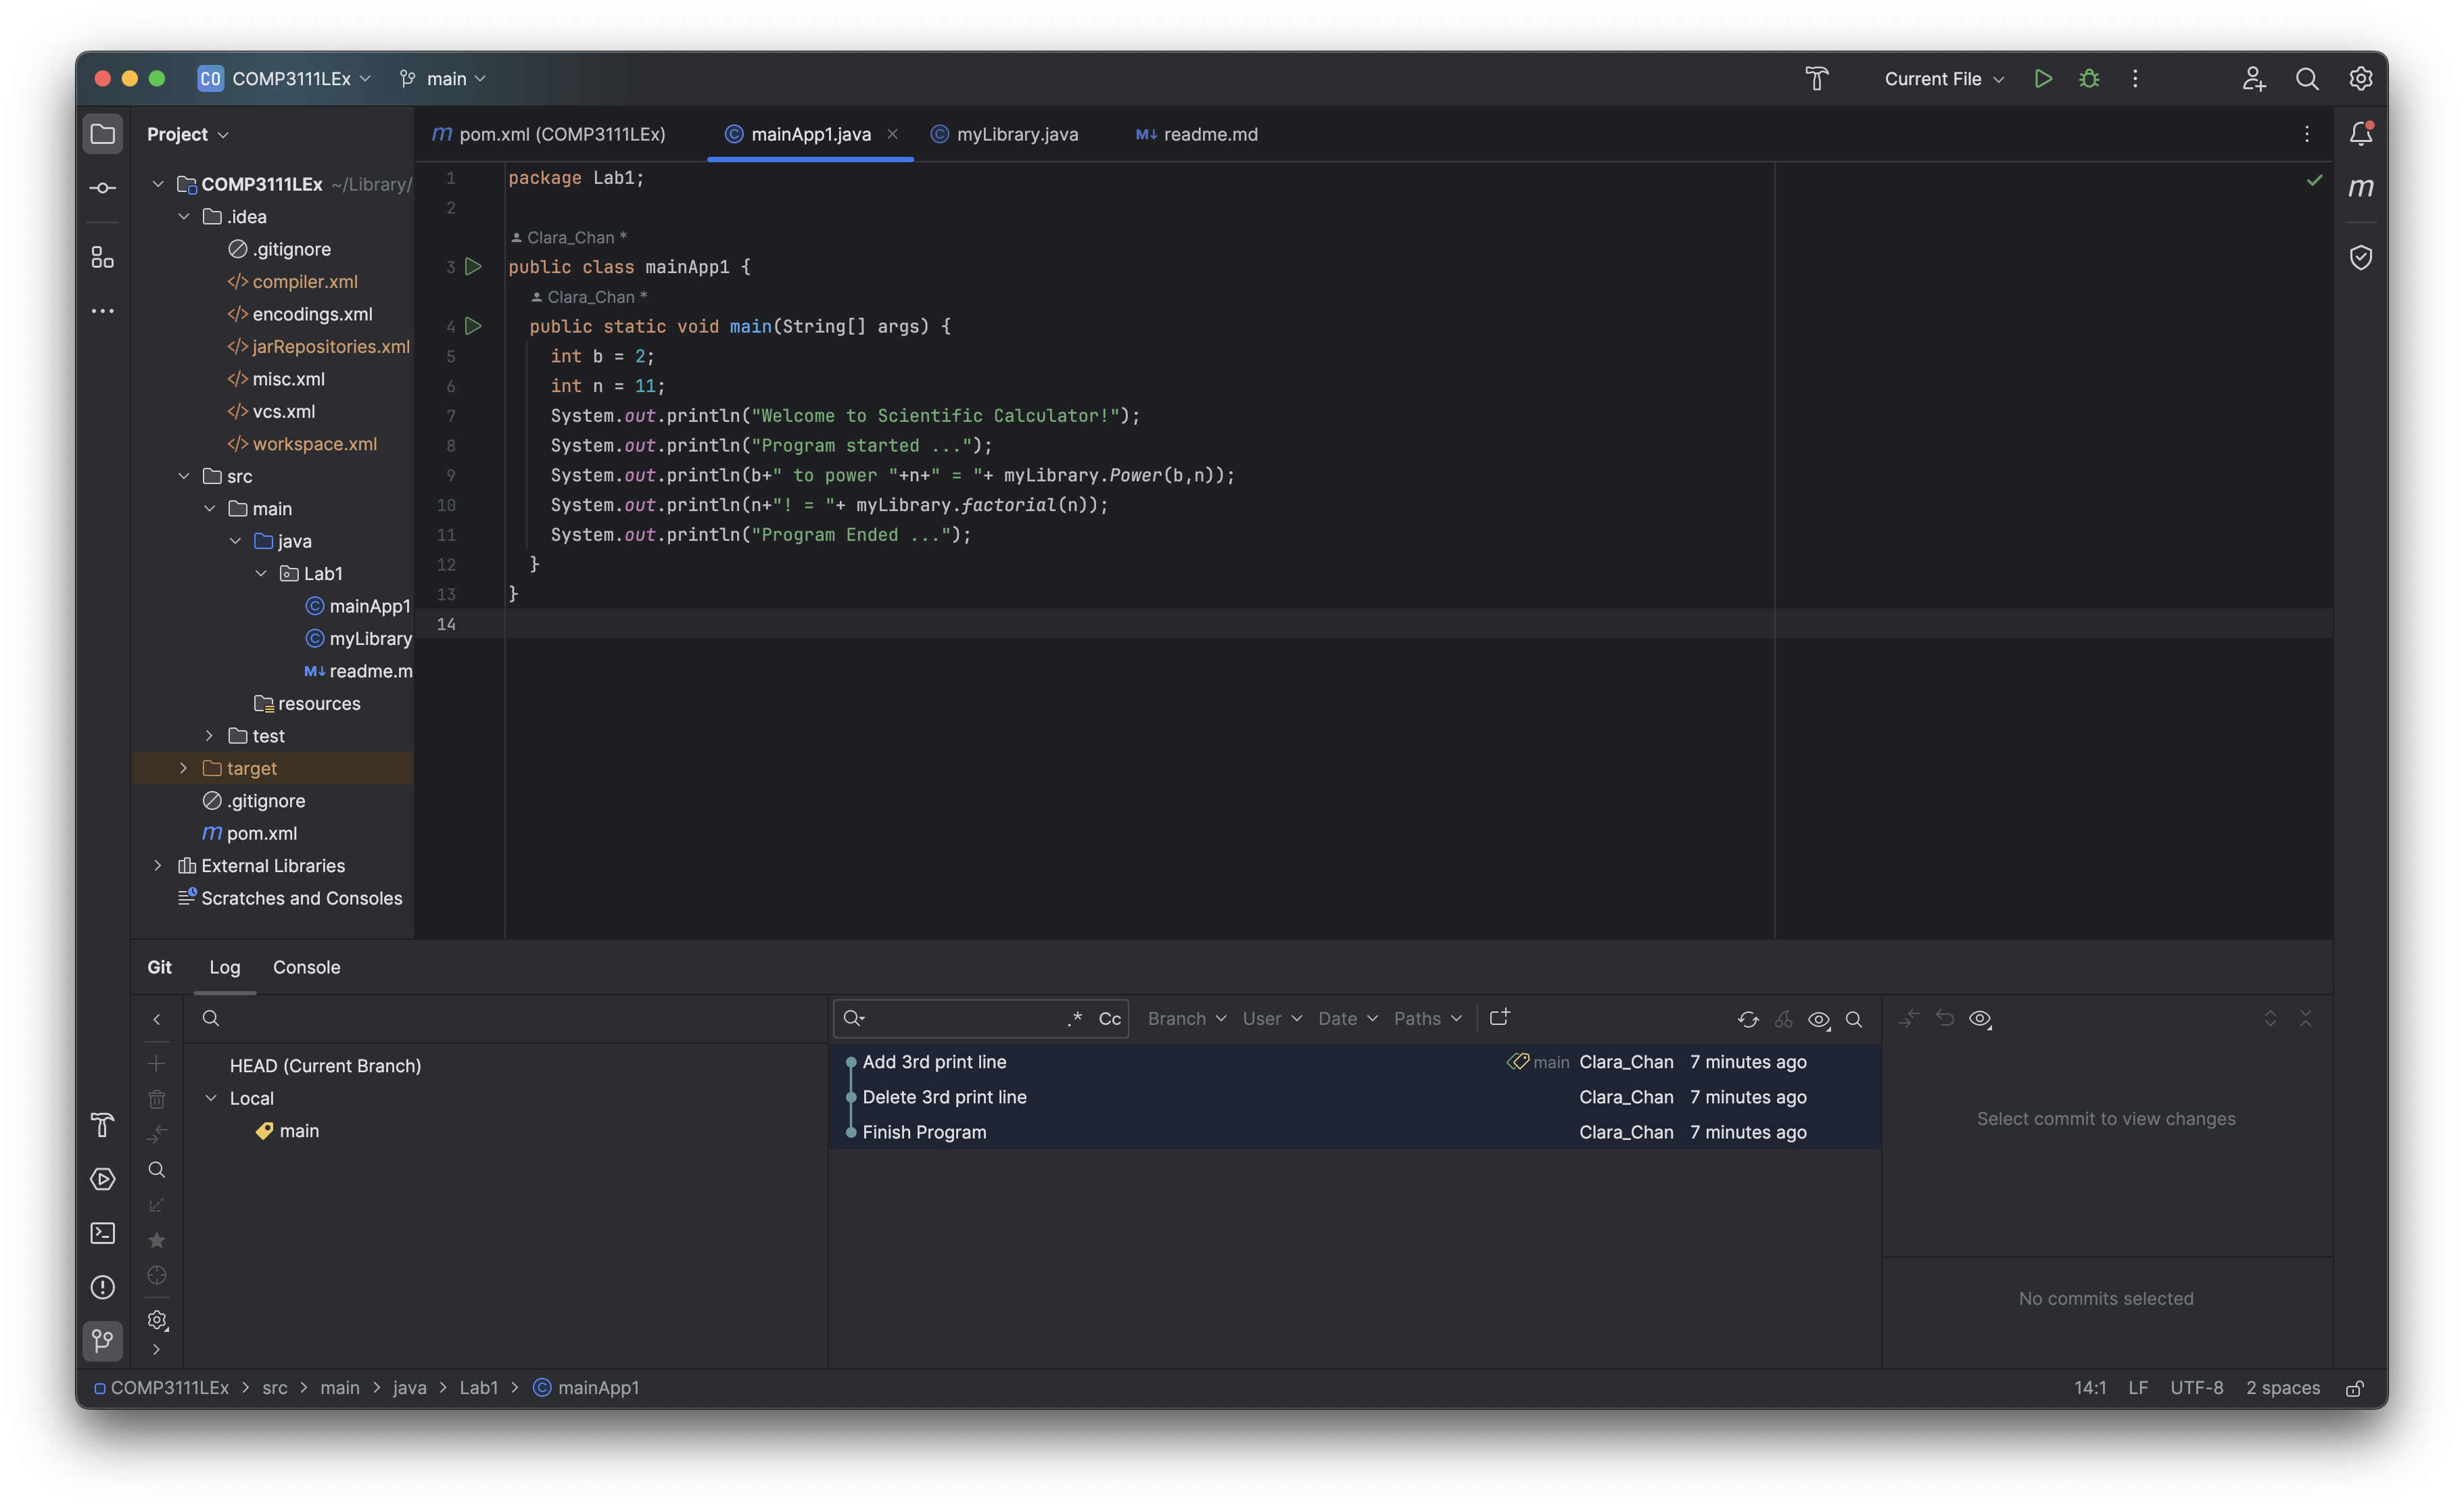 CO COMP3111LEx main Current File
Project
pom.xml (COMP3111LEx) mainApp1.java myLibrary.java readme.md
COMP3111LEx ~/Library/
.idea
.gitignore
compiler.xml
encodings.xml
jarRepositories.xml
misc.xml
vcs.xml
workspace.xml
src
main
java
Lab1
mainApp1
myLibrary
readme.m
resources
test
target
.gitignore
pom.xml
External Libraries
Scratches and Consoles
1 package Lab1;
2
Clara_Chan *
3 public class mainApp1 {
Clara_Chan *
4 public static void main(String[] args) {
5 int b = 2;
6 int n = 11;
7 System.out.println("Welcome to Scientific Calculator!");
8 System.out.println("Program started ...");
9 System.out.println(b+" to power "+n+" = "+ myLibrary.Power(b,n));
10 System.out.println(n+"! = "+ myLibrary.factorial(n));
11 System.out.println("Program Ended ...");
12 }
13 }
14
Git Log Console
.* Cc Branch User Date Paths
HEAD (Current Branch)
Local
main
Add 3rd print line main Clara_Chan 7 minutes ago
Delete 3rd print line Clara_Chan 7 minutes ago
Finish Program Clara_Chan 7 minutes ago
Select commit to view changes
No commits selected
COMP3111LEx > src > main > java > Lab1 > mainApp1 14:1 LF UTF-8 2 spaces